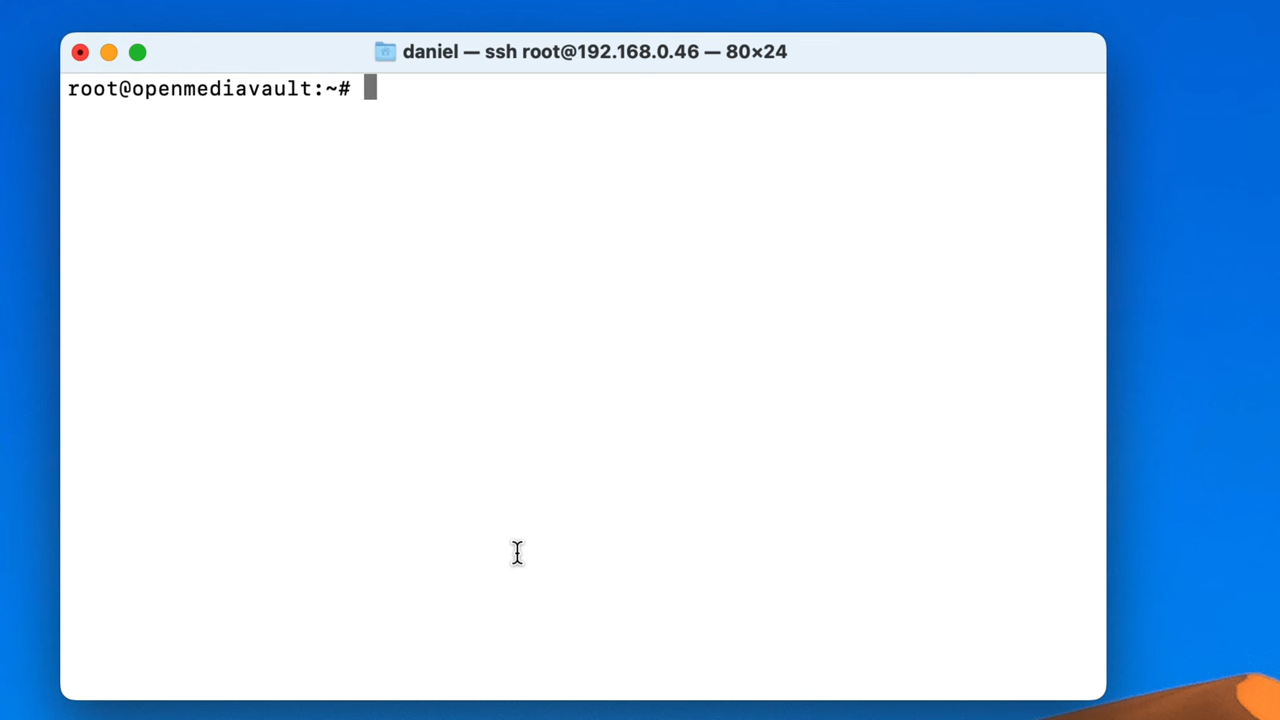 daniel — ssh root@192.168.0.46 — 80×24
root@openmediavault:~#